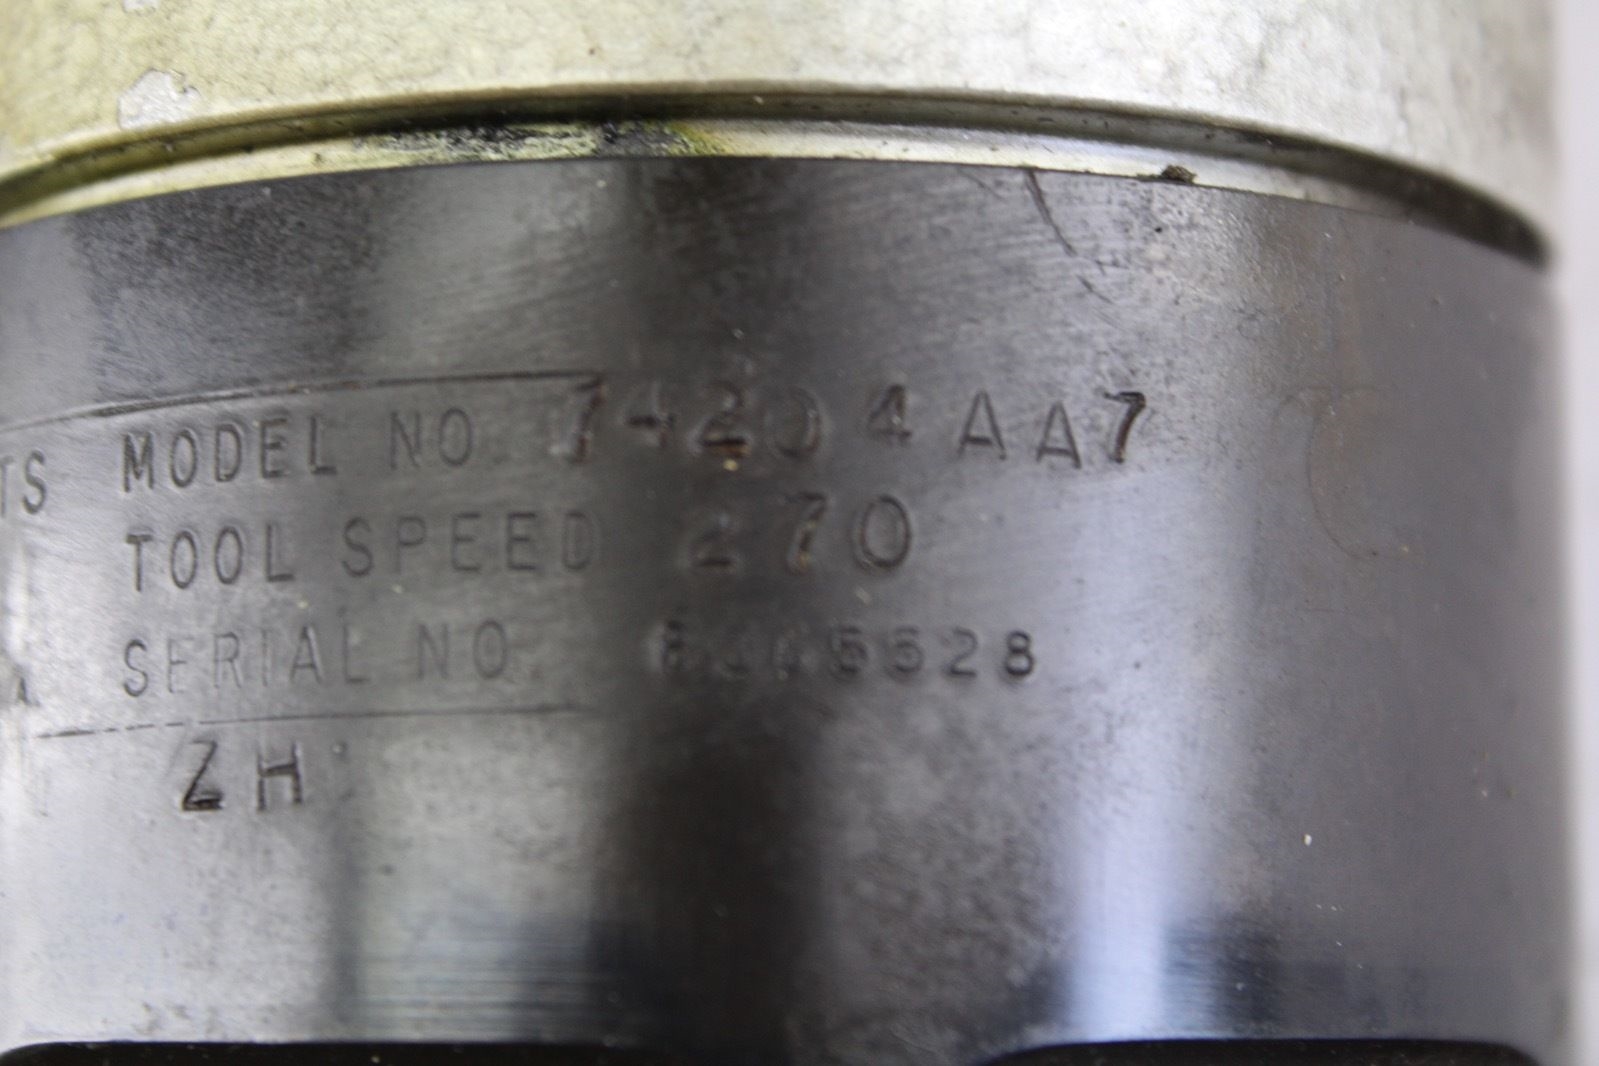 TS MODEL NO 74204AA7
TOOL SPEED 270
SERIAL NO
ZH